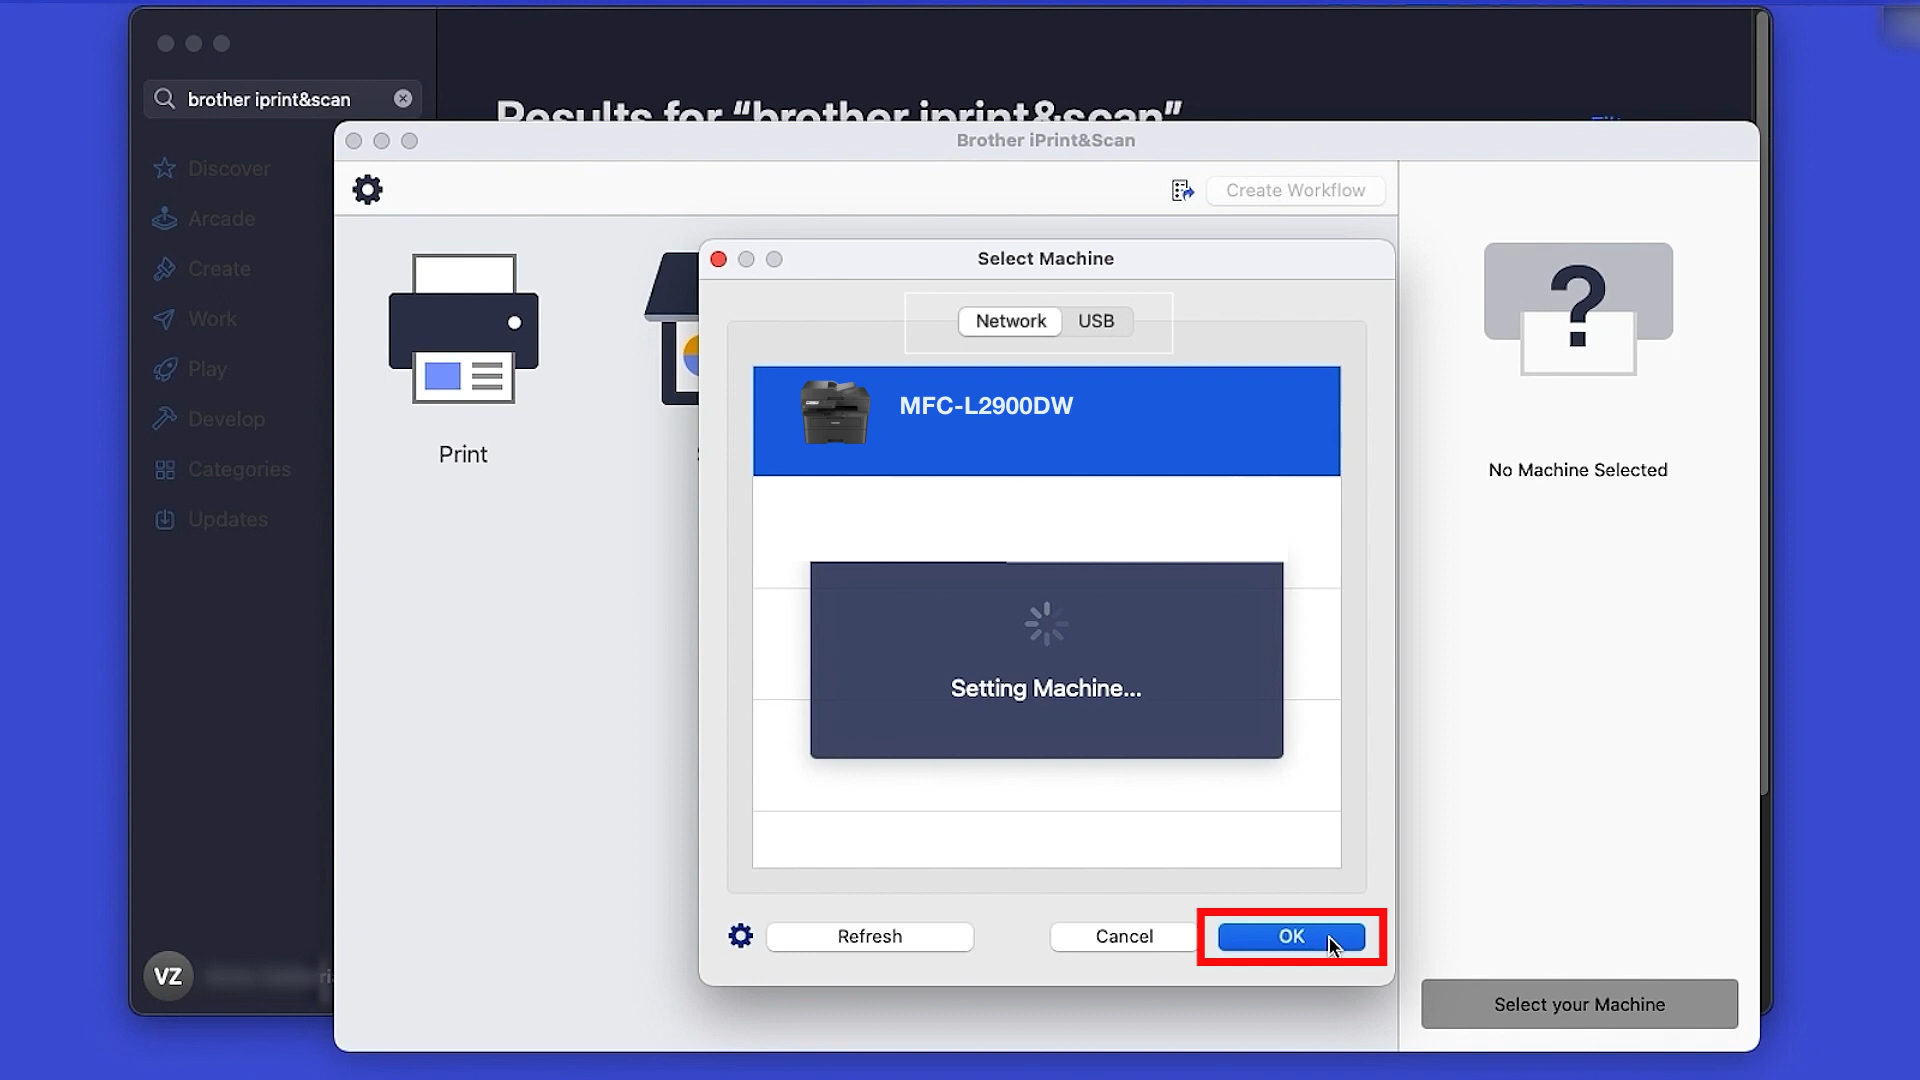 brother iprint&scan
Results for “brother iprint&scan”
Discover
Arcade
Create
Work
Play
Develop
Categories
Updates
VZ
Brother iPrint&Scan
Create Workflow
Print
Select Machine
Network
USB
MFC-L2900DW
Setting Machine...
Refresh
Cancel
OK
?
No Machine Selected
Select your Machine